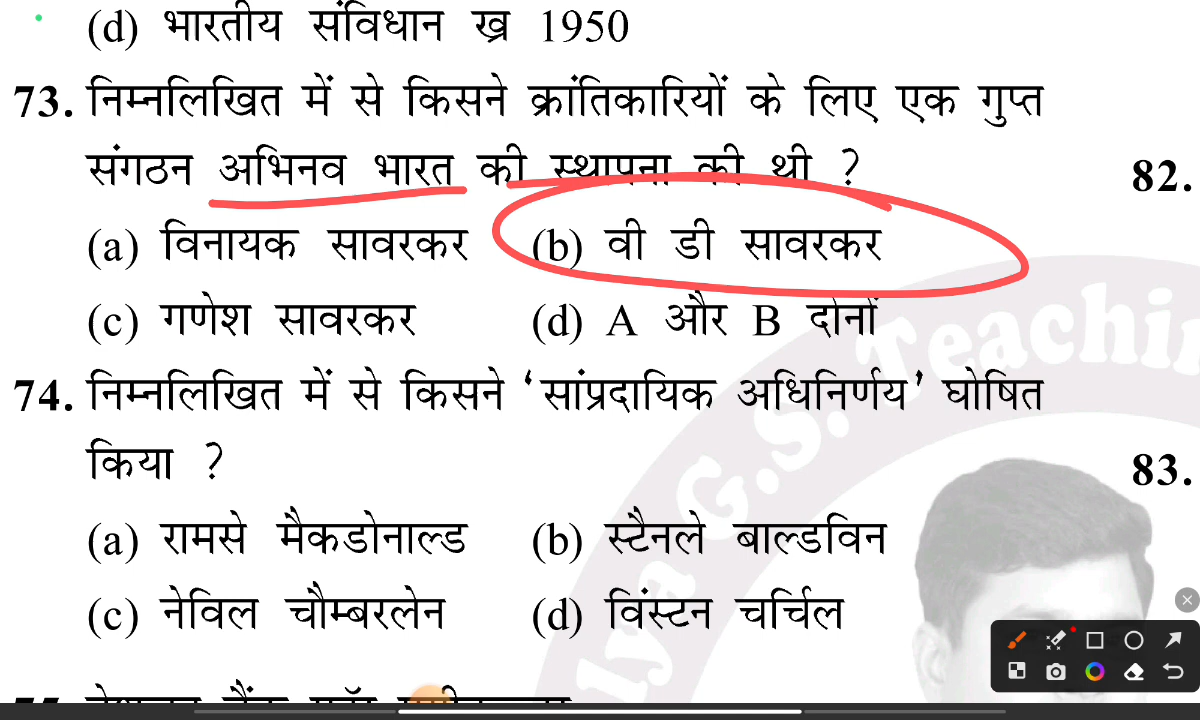 (d) भारतीय संविधान ख्र 1950
73. निम्नलिखित में से किसने क्रांतिकारियों के लिए एक गुप्त
संगठन अभिनव भारत की स्थापना की थी ?
(a) विनायक सावरकर (b) वी डी सावरकर
(c) गणेश सावरकर (d) A और B दोनों
74. निम्नलिखित में से किसने ‘सांप्रदायिक अधिनिर्णय’ घोषित
किया ?
(a) रामसे मैकडोनाल्ड (b) स्टैनले बाल्डविन
(c) नेविल चौम्बरलेन (d) विंस्टन चर्चिल
82.
83.
G.S. Teachin